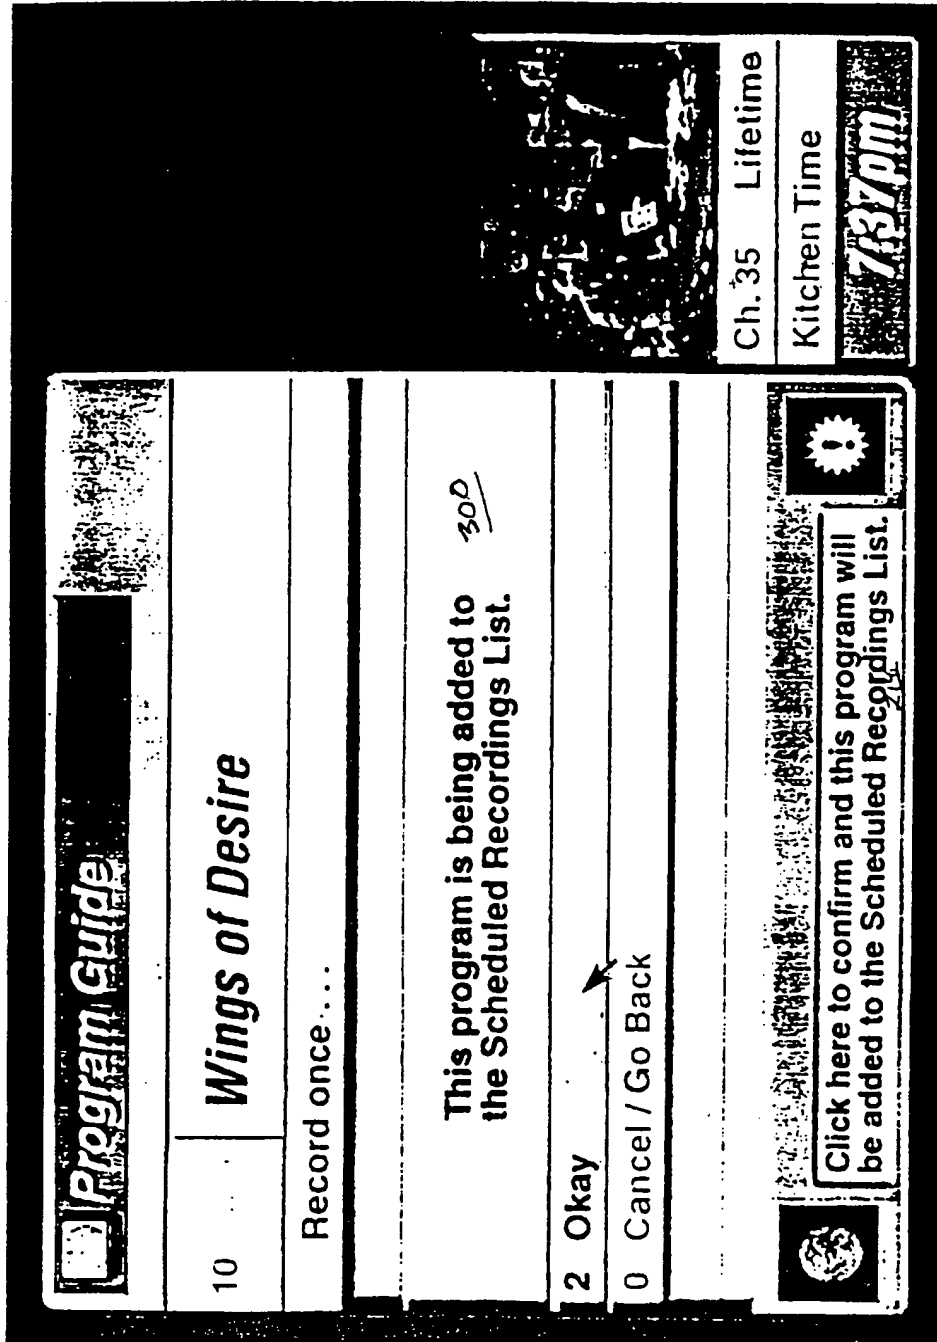 Program Guide
10 Wings of Desire
Record once....
This program is being added to
the Scheduled Recordings List.
300
2 Okay
0 Cancel / Go Back
Click here to confirm and this program will
be added to the Scheduled Recordings List.
Ch. 35 Lifetime
Kitchen Time
7:37pm